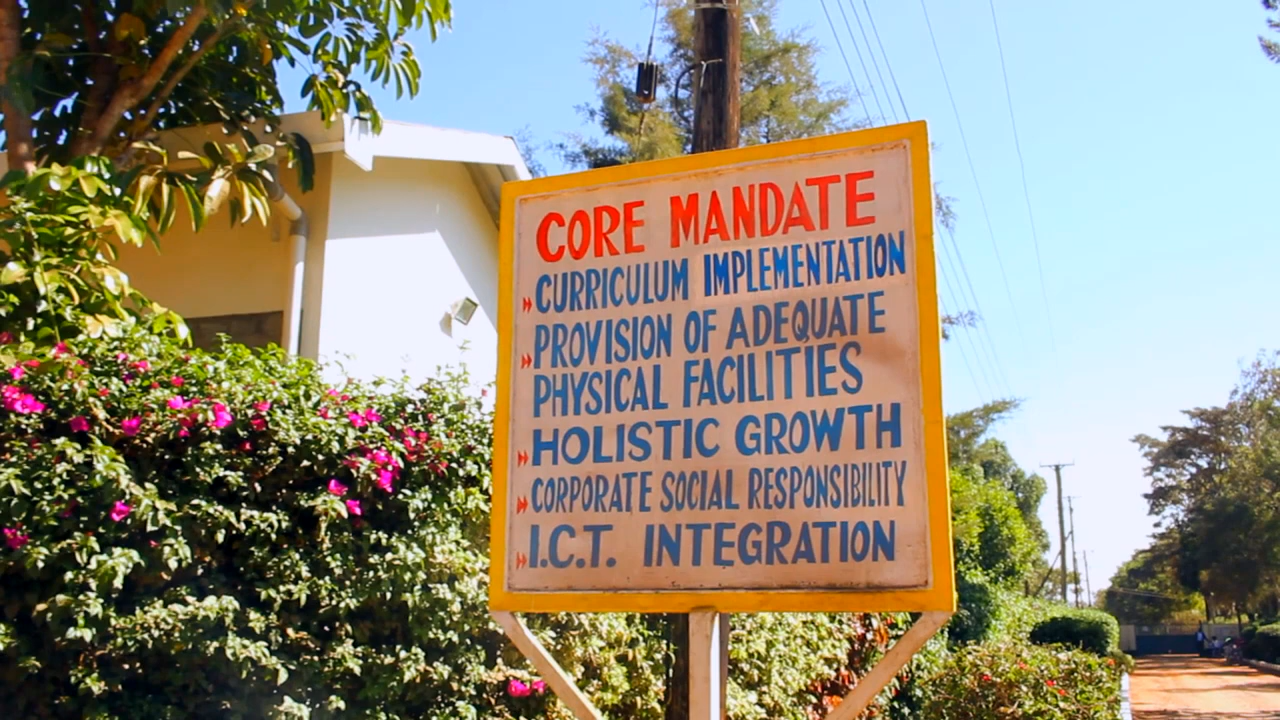 CORE MANDATE
» CURRICULUM IMPLEMENTATION
» PROVISION OF ADEQUATE
PHYSICAL FACILITIES
» HOLISTIC GROWTH
» CORPORATE SOCIAL RESPONSIBILITY
» I.C.T. INTEGRATION